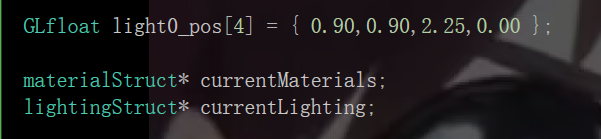 GLfloat light0_pos[4] = { 0.90,0.90,2.25,0.00 };
materialStruct* currentMaterials;
lightingStruct* currentLighting;